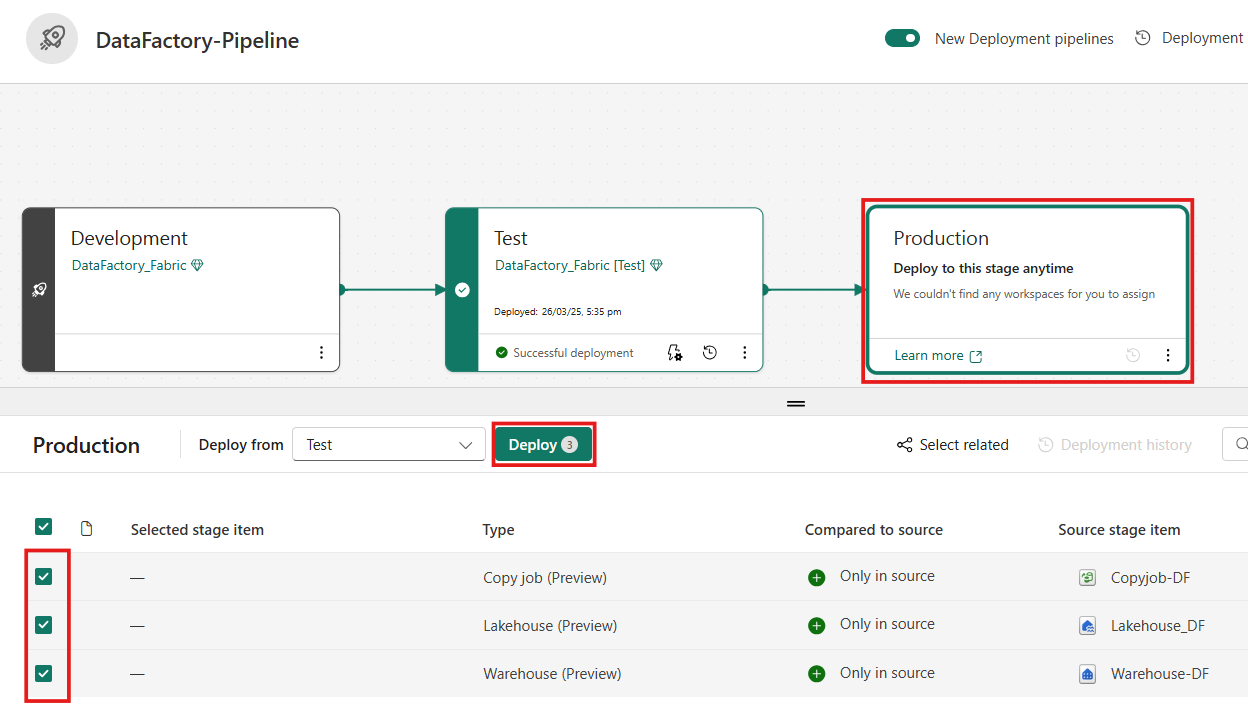 DataFactory-Pipeline
New Deployment pipelines
Deployment
Development
DataFactory_Fabric
Test
DataFactory_Fabric [Test]
Deployed: 26/03/25, 5:35 pm
Successful deployment
Production
Deploy to this stage anytime
We couldn't find any workspaces for you to assign
Learn more
Production
Deploy from
Test
Deploy 3
Select related
Deployment history
Selected stage item Type Compared to source Source stage item
— Copy job (Preview) Only in source Copyjob-DF
— Lakehouse (Preview) Only in source Lakehouse_DF
— Warehouse (Preview) Only in source Warehouse-DF